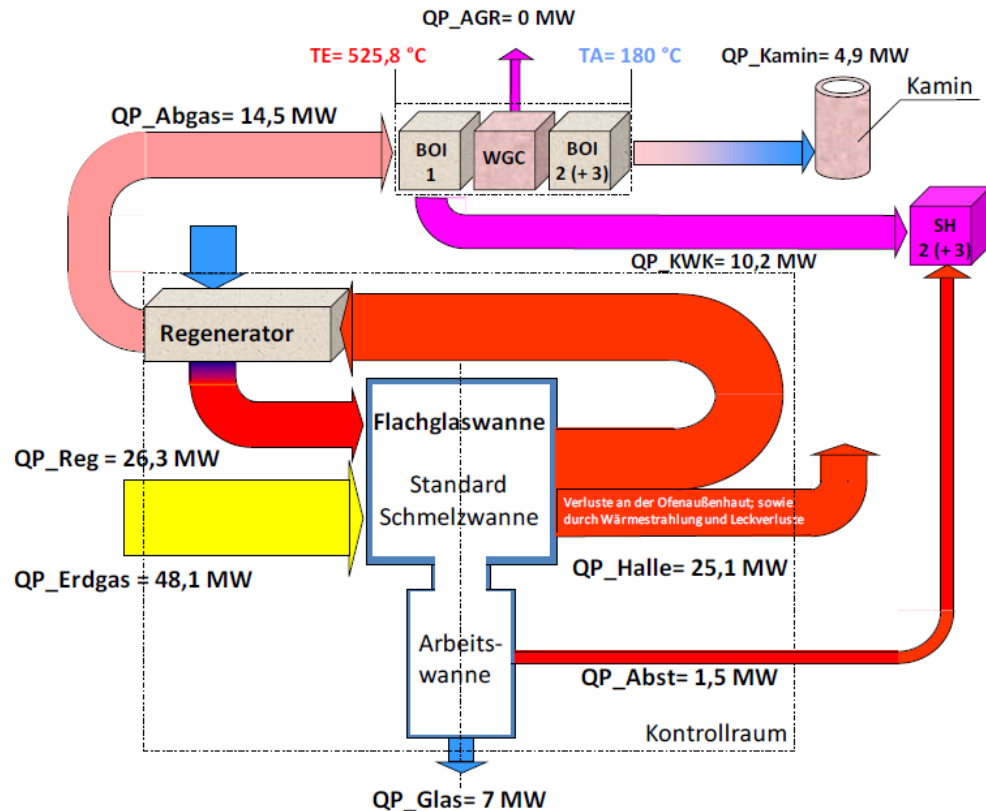 QP_AGR= 0 MW
TE= 525,8 °C
TA= 180 °C
QP_Kamin= 4,9 MW
Kamin
QP_Abgas= 14,5 MW
BOI
1
WGC
BOI
2 (+ 3)
SH
2 (+ 3)
QP_KWK= 10,2 MW
Regenerator
Flachglaswanne
QP_Reg = 26,3 MW
Standard
Schmelzwanne
Verluste an der Ofenaußenhaut; sowie
durch Wärmestrahlung und Leckverluste
QP_Erdgas = 48,1 MW
QP_Halle= 25,1 MW
Arbeits-
wanne
QP_Abst= 1,5 MW
Kontrollraum
QP_Glas= 7 MW